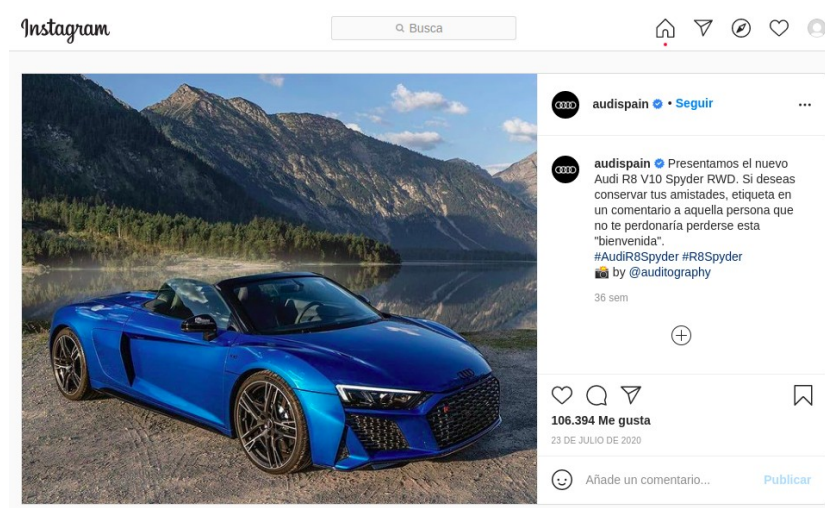 Instagram
Busca
audispain • Seguir
audispain Presentamos el nuevo
Audi R8 V10 Spyder RWD. Si deseas
conservar tus amistades, etiqueta en
un comentario a aquella persona que
no te perdonaría perderse esta
"bienvenida".
#AudiR8Spyder #R8Spyder
📸 by @auditography
36 sem
106.394 Me gusta
23 DE JULIO DE 2020
Añade un comentario...
Publicar